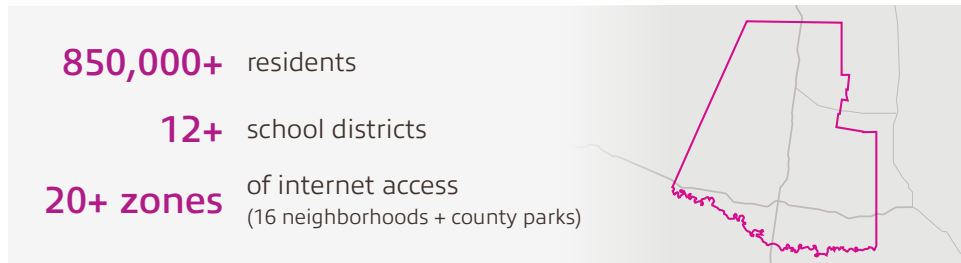 850,000+ residents
12+ school districts
20+ zones of internet access
(16 neighborhoods + county parks)